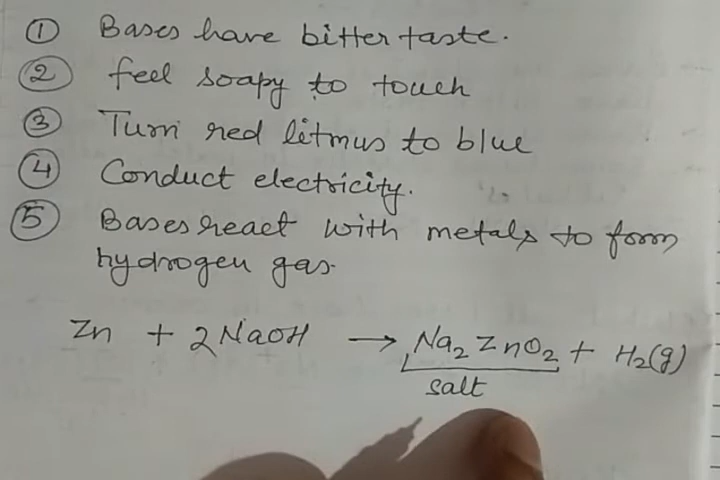 ① Bases have bitter taste.
② feel soapy to touch
③ Turn red litmus to blue
④ Conduct electricity.
⑤ Bases react with metals to form
hydrogen gas.
Zn + 2NaOH → Na₂ZnO₂ + H₂(g)
salt